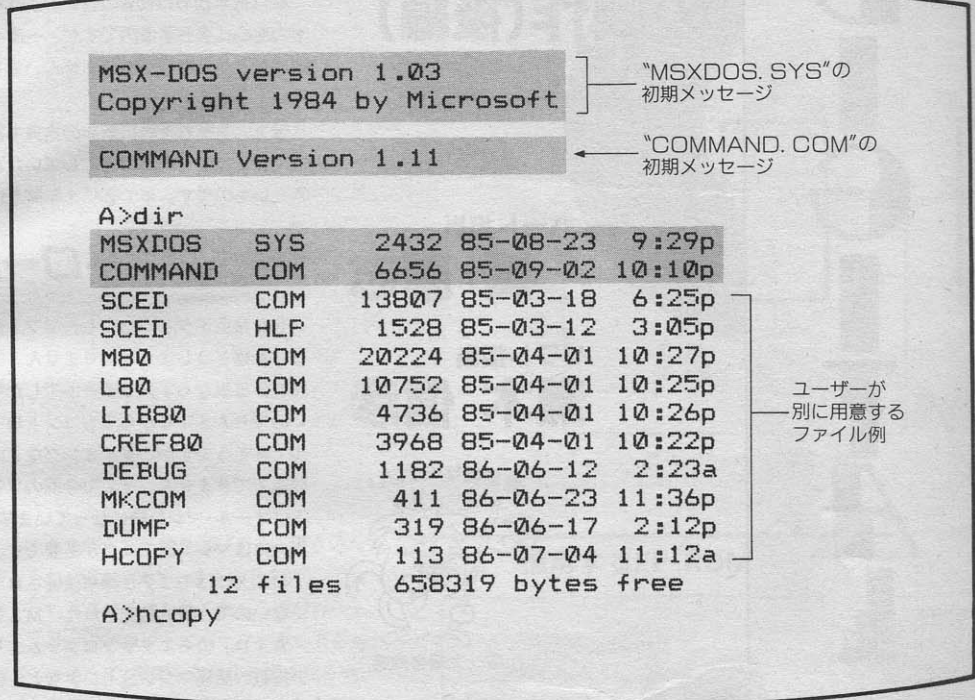 MSX-DOS version 1.03
Copyright 1984 by Microsoft
"MSXDOS. SYS"の
初期メッセージ
COMMAND Version 1.11
"COMMAND. COM"の
初期メッセージ
A>dir
MSXDOS SYS 2432 85-08-23 9:29p
COMMAND COM 6656 85-09-02 10:10p
SCED COM 13807 85-03-18 6:25p
SCED HLP 1528 85-03-12 3:05p
M80 COM 20224 85-04-01 10:27p
L80 COM 10752 85-04-01 10:25p
LIB80 COM 4736 85-04-01 10:26p
CREF80 COM 3968 85-04-01 10:22p
DEBUG COM 1182 86-06-12 2:23a
MKCOM COM 411 86-06-23 11:36p
DUMP COM 319 86-06-17 2:12p
HCOPY COM 113 86-07-04 11:12a
ユーザーが
別に用意する
ファイル例
12 files 658319 bytes free
A>hcopy